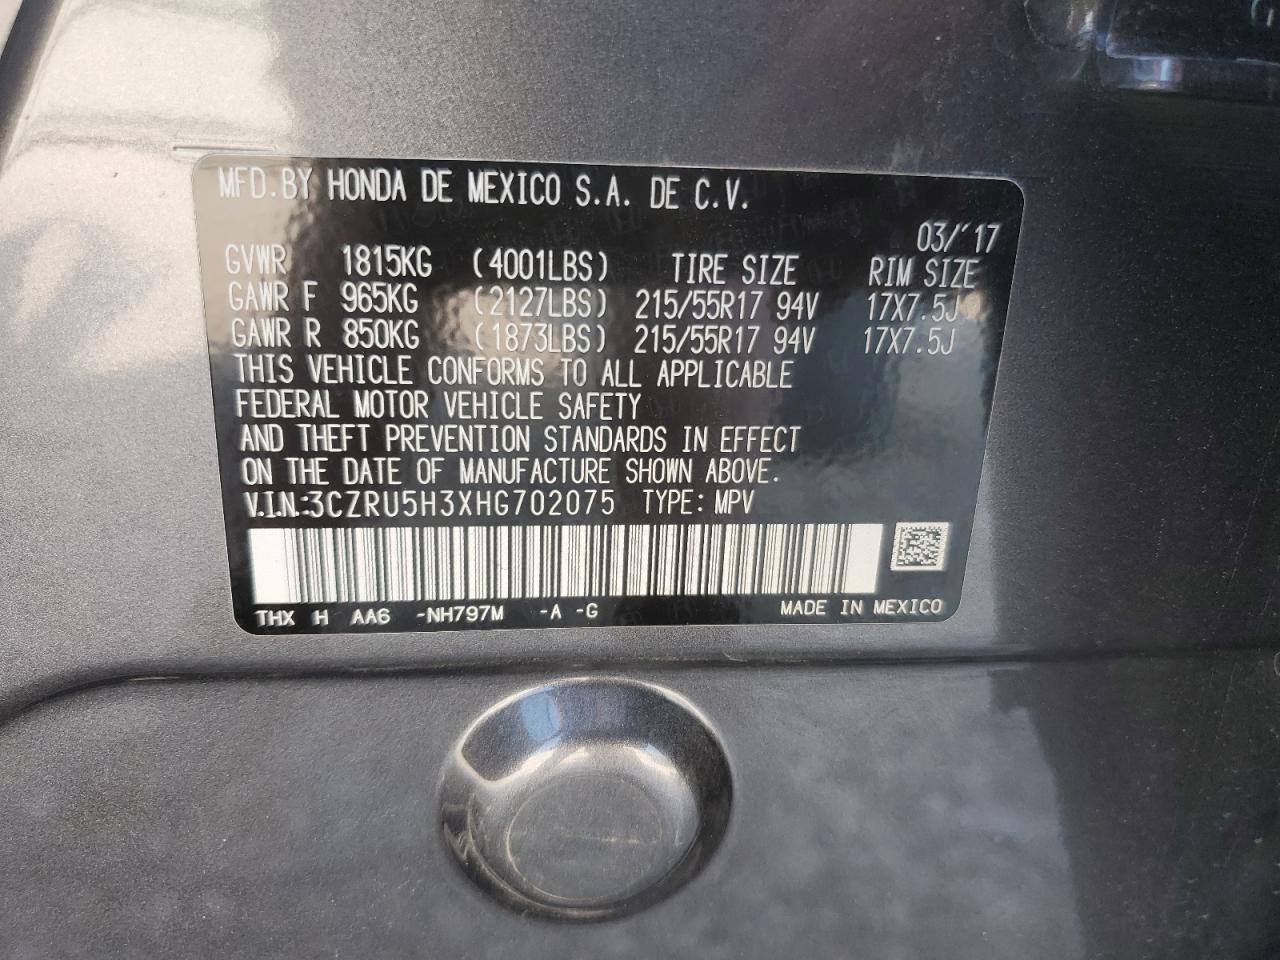 MFD.BY HONDA DE MEXICO S.A. DE C.V.
03/'17
GVWR 1815KG (4001LBS) TIRE SIZE RIM SIZE
GAWR F 965KG (2127LBS) 215/55R17 94V 17X7.5J
GAWR R 850KG (1873LBS) 215/55R17 94V 17X7.5J
THIS VEHICLE CONFORMS TO ALL APPLICABLE
FEDERAL MOTOR VEHICLE SAFETY
AND THEFT PREVENTION STANDARDS IN EFFECT
ON THE DATE OF MANUFACTURE SHOWN ABOVE.
V.I.N.:3CZRU5H3XHG702075 TYPE: MPV
THX H AA6 -NH797M -A -G MADE IN MEXICO